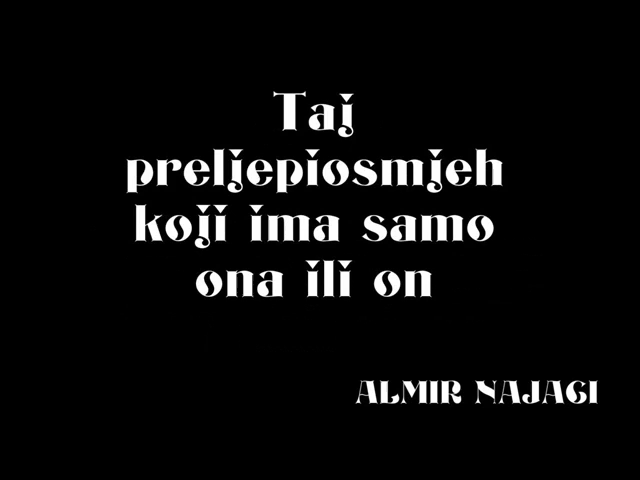 Taj
preljepiosmjeh
koji ima samo
ona ili on
ALMIR NAJAGI